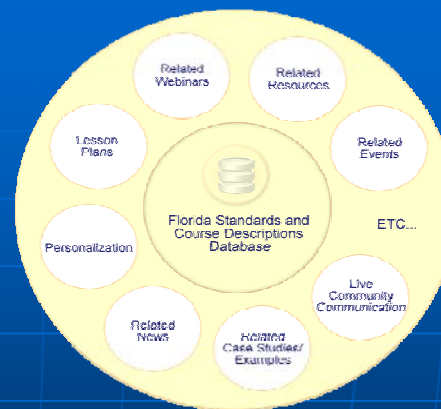 Related
Webinars
Related
Resources
Lesson
Plans
Related
Events
Florida Standards and
Course Descriptions
Database
ETC...
Personalization
Live
Community
Communication
Related
News
Related
Case Studies/
Examples